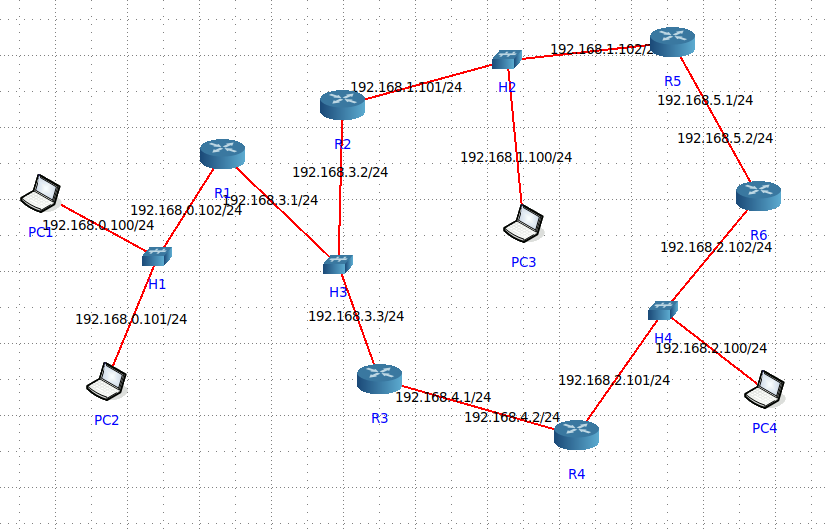 192.168.1.102/24
R5
192.168.1.101/24
H2
192.168.5.1/24
R2
192.168.5.2/24
192.168.3.2/24
192.168.1.100/24
R1
192.168.3.1/24
192.168.0.102/24
192.168.0.100/24
PC1
R6
192.168.2.102/24
PC3
H1
H3
192.168.3.3/24
192.168.0.101/24
H4
192.168.2.100/24
192.168.2.101/24
192.168.4.1/24
192.168.4.2/24
PC2
R3
PC4
R4